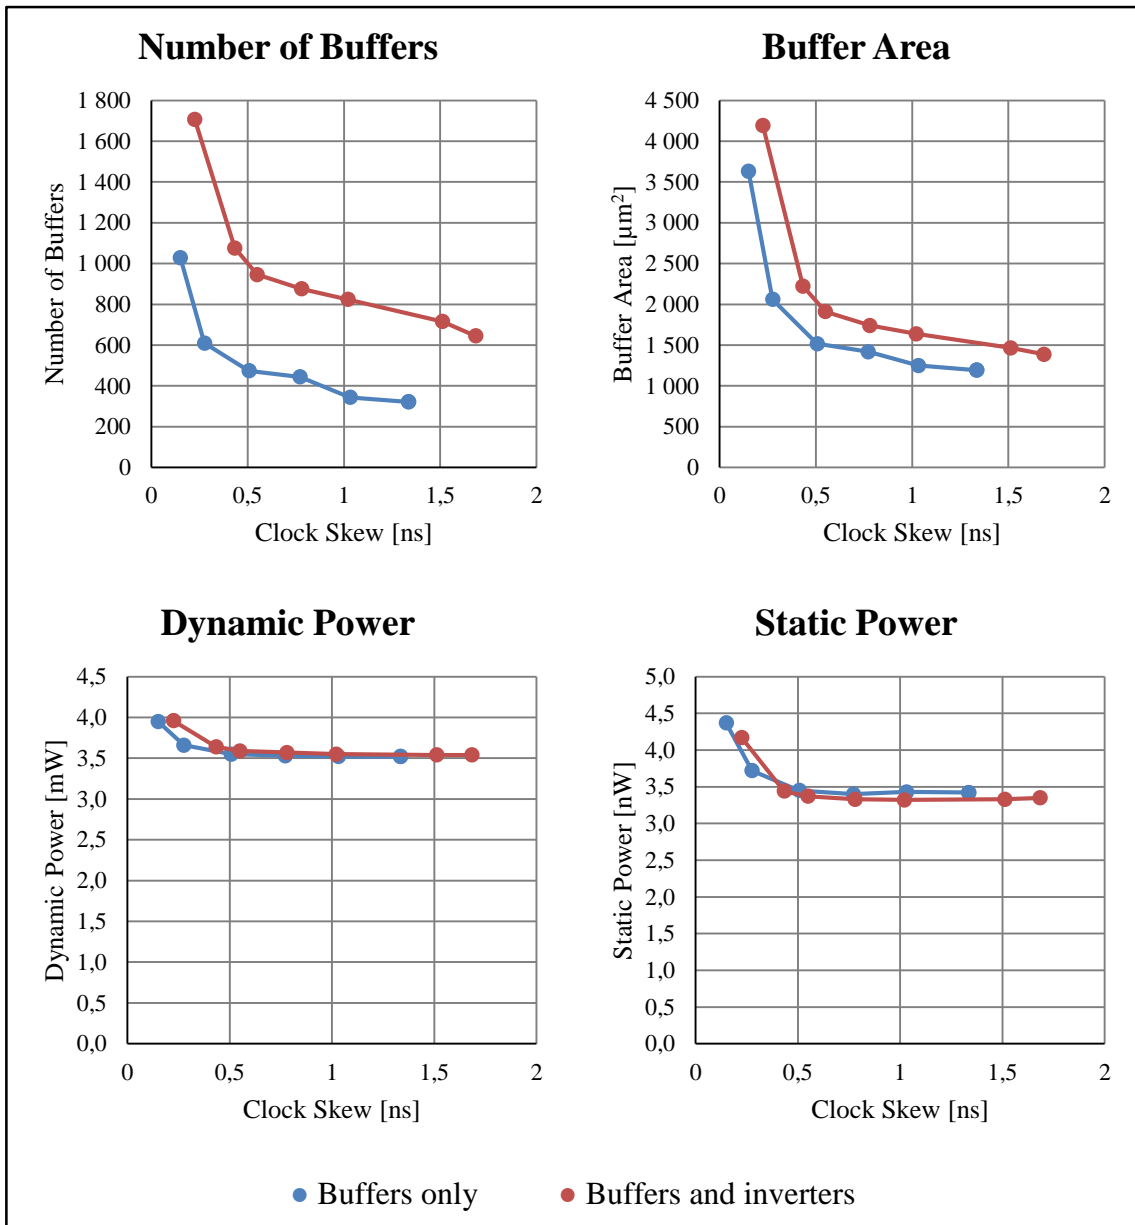 Number of Buffers
Number of Buffers
1 800
1 600
1 400
1 200
1 000
800
600
400
200
0
0 0,5 1 1,5 2
Clock Skew [ns]
Buffer Area
Buffer Area [µm²]
4 500
4 000
3 500
3 000
2 500
2 000
1 500
1 000
500
0
0 0,5 1 1,5 2
Clock Skew [ns]
Dynamic Power
Dynamic Power [mW]
4,5
4,0
3,5
3,0
2,5
2,0
1,5
1,0
0,5
0,0
0 0,5 1 1,5 2
Clock Skew [ns]
Static Power
Static Power [nW]
5,0
4,5
4,0
3,5
3,0
2,5
2,0
1,5
1,0
0,5
0,0
0 0,5 1 1,5 2
Clock Skew [ns]
Buffers only
Buffers and inverters